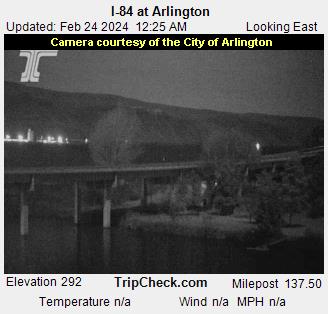 I-84 at Arlington
Updated: Feb 24 2024 12:25 AM Looking East
Camera courtesy of the City of Arlington
Elevation 292 TripCheck.com Milepost 137.50
Temperature n/a Wind n/a MPH n/a